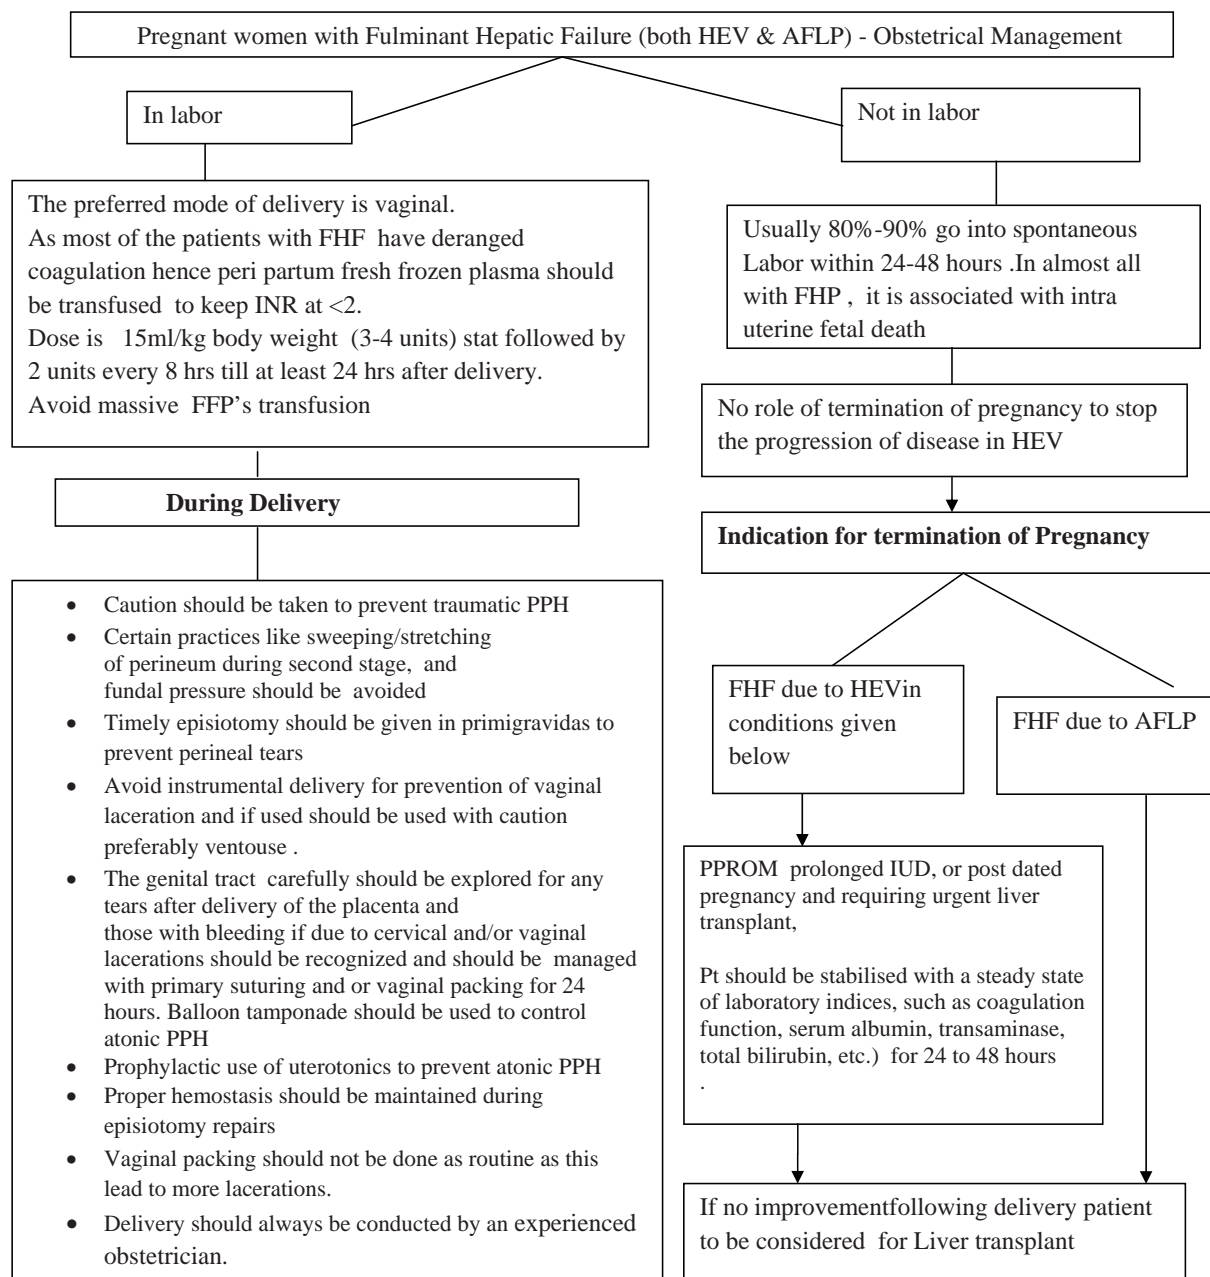 Pregnant women with Fulminant Hepatic Failure (both HEV & AFLP) - Obstetrical Management
In labor
The preferred mode of delivery is vaginal.
As most of the patients with FHF have deranged
coagulation hence peri partum fresh frozen plasma should
be transfused to keep INR at <2.
Dose is 15ml/kg body weight (3-4 units) stat followed by
2 units every 8 hrs till at least 24 hrs after delivery.
Avoid massive FFP’s transfusion
During Delivery
• Caution should be taken to prevent traumatic PPH
• Certain practices like sweeping/stretching
of perineum during second stage, and
fundal pressure should be avoided
• Timely episiotomy should be given in primigravidas to
prevent perineal tears
• Avoid instrumental delivery for prevention of vaginal
laceration and if used should be used with caution
preferably ventouse .
• The genital tract carefully should be explored for any
tears after delivery of the placenta and
those with bleeding if due to cervical and/or vaginal
lacerations should be recognized and should be managed
with primary suturing and or vaginal packing for 24
hours. Balloon tamponade should be used to control
atonic PPH
• Prophylactic use of uterotonics to prevent atonic PPH
• Proper hemostasis should be maintained during
episiotomy repairs
• Vaginal packing should not be done as routine as this
lead to more lacerations.
• Delivery should always be conducted by an experienced
obstetrician.
Not in labor
Usually 80%-90% go into spontaneous
Labor within 24-48 hours .In almost all
with FHP , it is associated with intra
uterine fetal death
No role of termination of pregnancy to stop
the progression of disease in HEV
Indication for termination of Pregnancy
FHF due to HEVin
conditions given
below
FHF due to AFLP
PPROM prolonged IUD, or post dated
pregnancy and requiring urgent liver
transplant,
Pt should be stabilised with a steady state
of laboratory indices, such as coagulation
function, serum albumin, transaminase,
total bilirubin, etc.) for 24 to 48 hours
.
If no improvementfollowing delivery patient
to be considered for Liver transplant